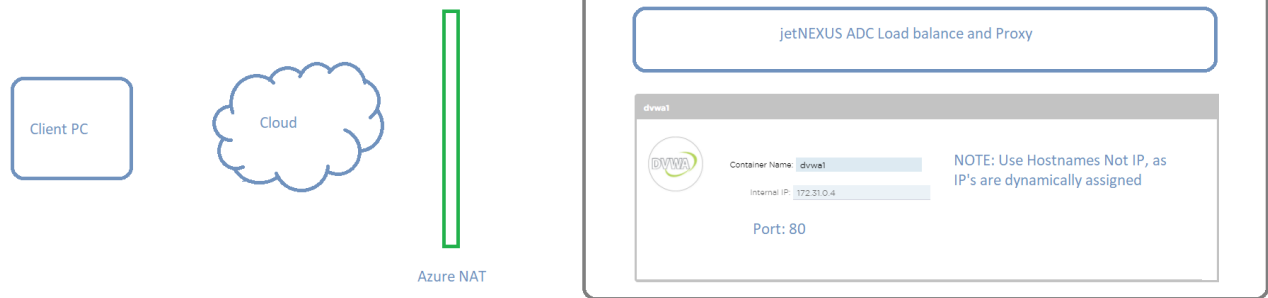 jetNEXUS ADC Load balance and Proxy
Client PC
Cloud
Azure NAT
dvwa1
DVWA
Container Name: dvwa1
Internal IP: 172.31.0.4
Port: 80
NOTE: Use Hostnames Not IP, as
IP's are dynamically assigned